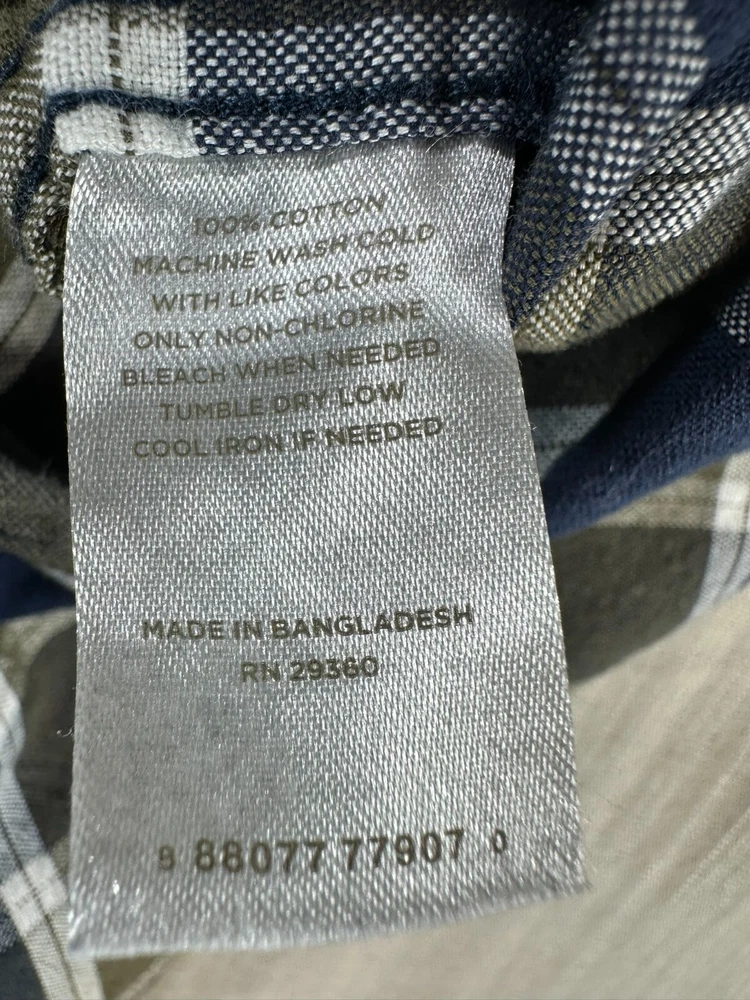 100% COTTON
MACHINE WASH COLD
WITH LIKE COLORS
ONLY NON-CHLORINE
BLEACH WHEN NEEDED
TUMBLE DRY LOW
COOL IRON IF NEEDED
MADE IN BANGLADESH
RN 29360
8 88077 77907 0